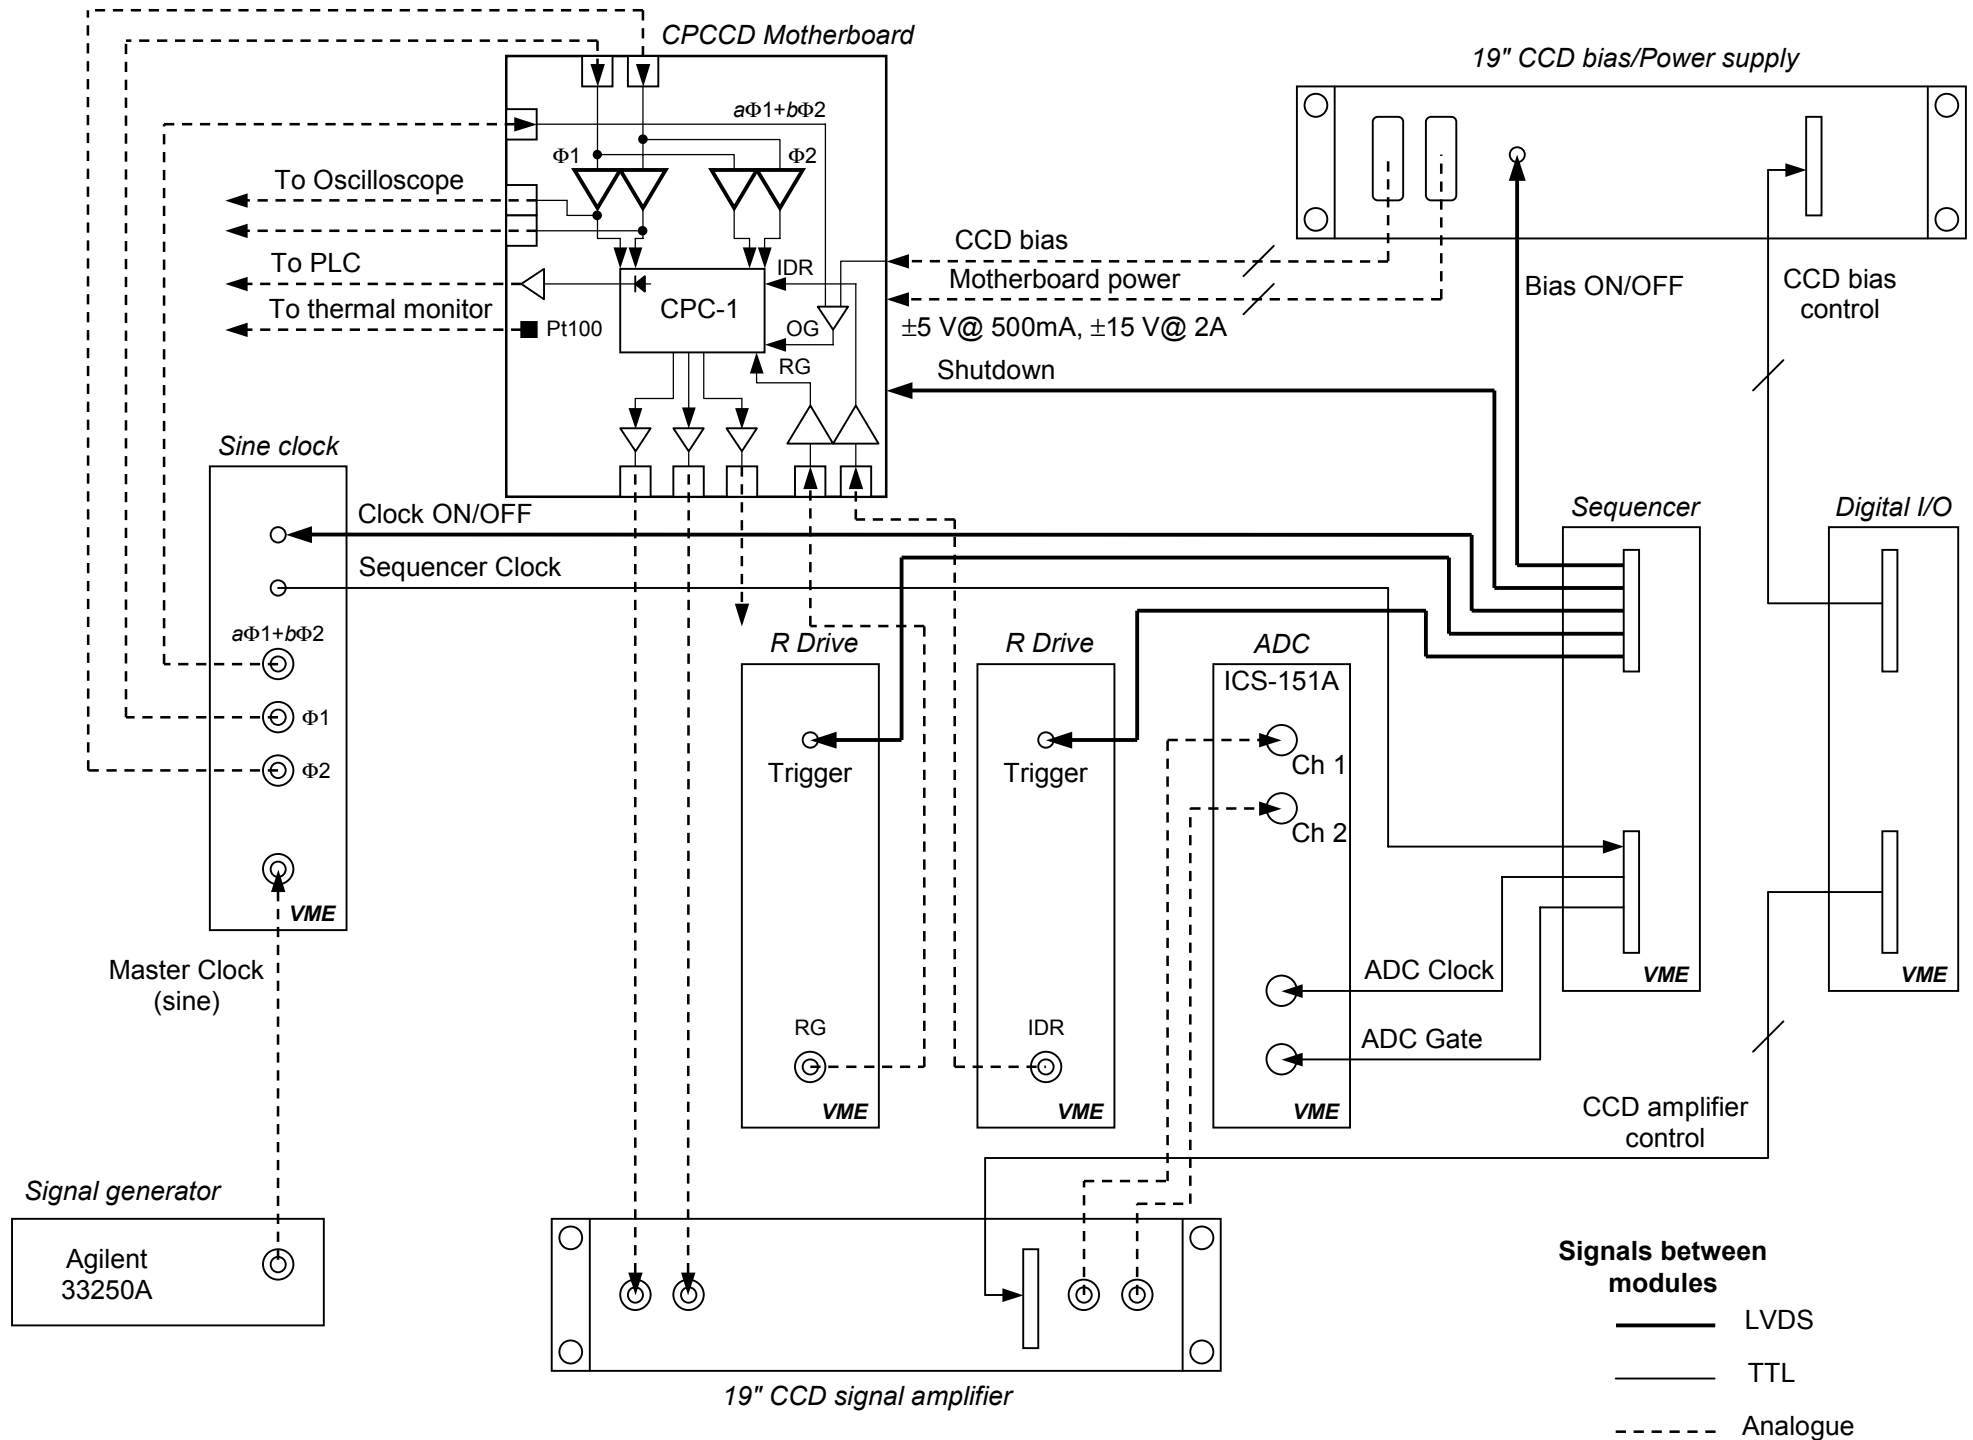 CPCCD Motherboard
19" CCD bias/Power supply
aΦ1+bΦ2
Φ1
Φ2
To Oscilloscope
To PLC
To thermal monitor
Pt100
CPC-1
IDR
OG
RG
CCD bias
Motherboard power
±5 V@ 500mA, ±15 V@ 2A
Shutdown
Bias ON/OFF
CCD bias
control
Sine clock
Clock ON/OFF
Sequencer Clock
aΦ1+bΦ2
Φ1
Φ2
VME
Master Clock
(sine)
Signal generator
Agilent
33250A
R Drive
Trigger
RG
VME
R Drive
Trigger
IDR
VME
ADC
ICS-151A
Ch 1
Ch 2
VME
Sequencer
VME
Digital I/O
VME
ADC Clock
ADC Gate
CCD amplifier
control
19" CCD signal amplifier
Signals between
modules
LVDS
TTL
Analogue